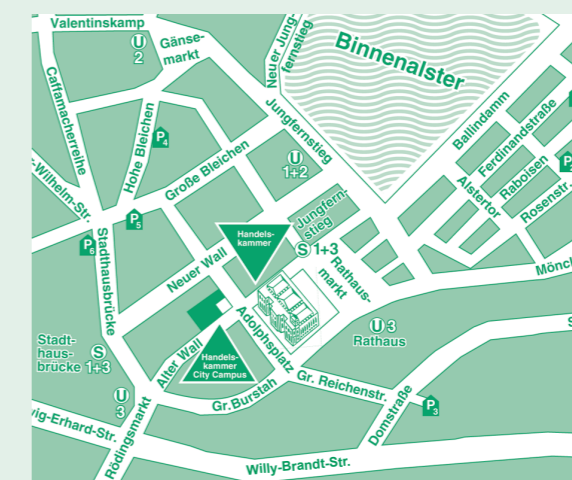 Valentinskamp
U
2
Gänse-
markt
Neuer Jung-
fernstieg
Binnenalster
Caffamacherreihe
Hohe Bleichen
P4
Große Bleichen
Jungfernstieg
U
1+2
Ballindamm
Ferdinandstraße
Raboisen
Rosenstr.
Alstertor
r-Wilhelm-Str.
P5
P6
Stadthausbrücke
Neuer Wall
Handels-
kammer
Jungfern-
stieg
S 1+3
Rathaus-
markt
Mönck
Adolphsplatz
U 3
Rathaus
Stadt-
haus-
brücke
S
1+3
Alter Wall
Handels-
kammer
City Campus
U
3
Gr. Burstah
Gr. Reichenstr.
P3
Domstraße
vig-Erhard-Str.
Rödingsmarkt
Willy-Brandt-Str.